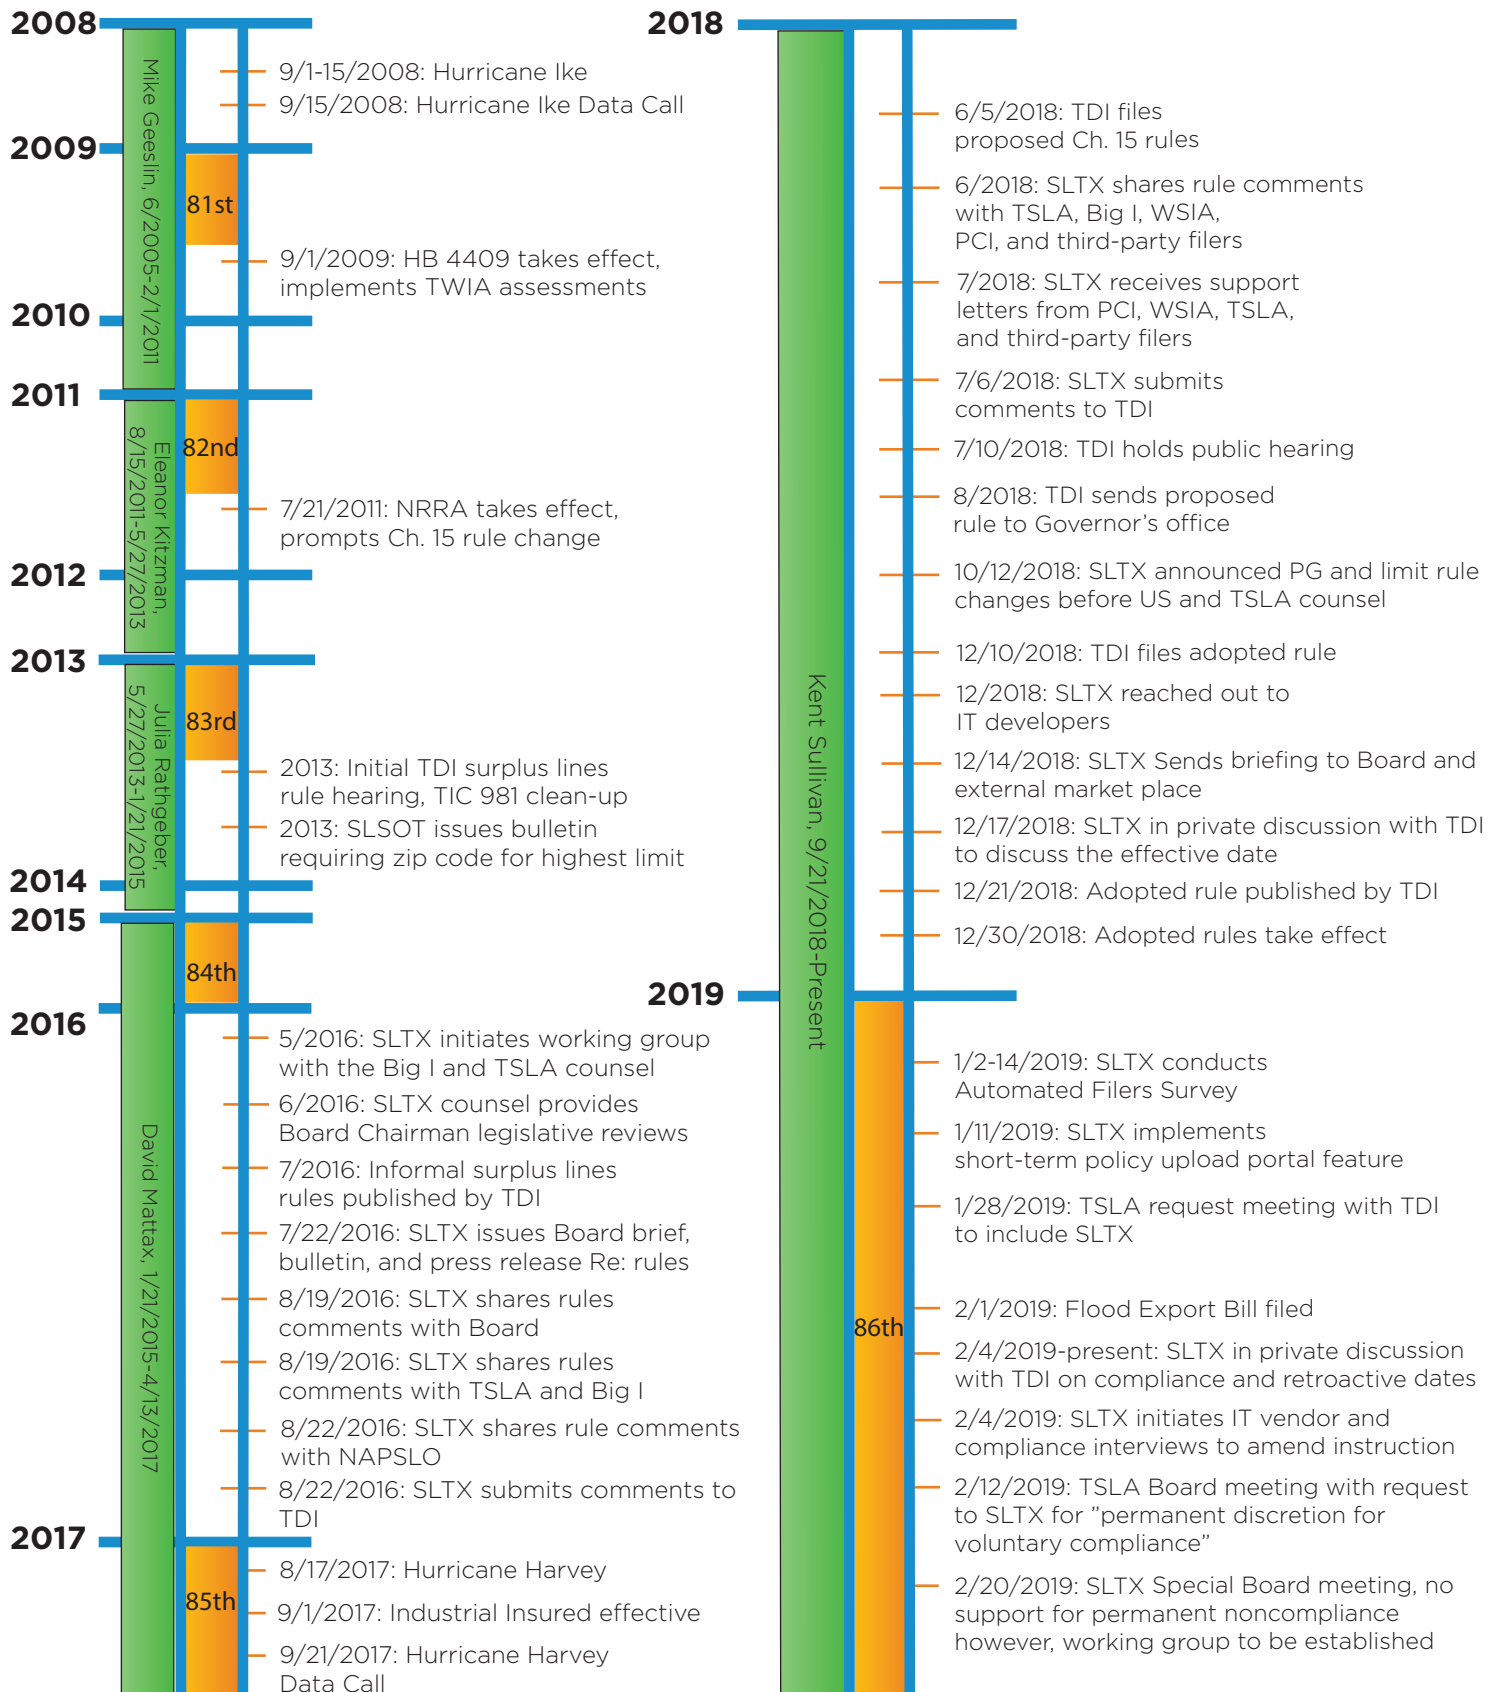 2008
Mike Geeslin, 6/2005-2/1/2011
9/1-15/2008: Hurricane Ike
9/15/2008: Hurricane Ike Data Call
2009
81st
9/1/2009: HB 4409 takes effect,
implements TWIA assessments
2010
2011
Eleanor Kitzman,
8/15/2011-5/27/2013
82nd
7/21/2011: NRRA takes effect,
prompts Ch. 15 rule change
2012
2013
Julia Rathgeber,
5/27/2013-1/21/2015
83rd
2013: Initial TDI surplus lines
rule hearing, TIC 981 clean-up
2013: SLSOT issues bulletin
requiring zip code for highest limit
2014
2015
David Mattax, 1/21/2015-4/13/2017
84th
2016
5/2016: SLTX initiates working group
with the Big I and TSLA counsel
6/2016: SLTX counsel provides
Board Chairman legislative reviews
7/2016: Informal surplus lines
rules published by TDI
7/22/2016: SLTX issues Board brief,
bulletin, and press release Re: rules
8/19/2016: SLTX shares rules
comments with Board
8/19/2016: SLTX shares rules
comments with TSLA and Big I
8/22/2016: SLTX shares rule comments
with NAPSLO
8/22/2016: SLTX submits comments to
TDI
2017
85th
8/17/2017: Hurricane Harvey
9/1/2017: Industrial Insured effective
9/21/2017: Hurricane Harvey
Data Call
2018
Kent Sullivan, 9/21/2018-Present
6/5/2018: TDI files
proposed Ch. 15 rules
6/2018: SLTX shares rule comments
with TSLA, Big I, WSIA,
PCI, and third-party filers
7/2018: SLTX receives support
letters from PCI, WSIA, TSLA,
and third-party filers
7/6/2018: SLTX submits
comments to TDI
7/10/2018: TDI holds public hearing
8/2018: TDI sends proposed
rule to Governor’s office
10/12/2018: SLTX announced PG and limit rule
changes before US and TSLA counsel
12/10/2018: TDI files adopted rule
12/2018: SLTX reached out to
IT developers
12/14/2018: SLTX Sends briefing to Board and
external market place
12/17/2018: SLTX in private discussion with TDI
to discuss the effective date
12/21/2018: Adopted rule published by TDI
12/30/2018: Adopted rules take effect
2019
86th
1/2-14/2019: SLTX conducts
Automated Filers Survey
1/11/2019: SLTX implements
short-term policy upload portal feature
1/28/2019: TSLA request meeting with TDI
to include SLTX
2/1/2019: Flood Export Bill filed
2/4/2019-present: SLTX in private discussion
with TDI on compliance and retroactive dates
2/4/2019: SLTX initiates IT vendor and
compliance interviews to amend instruction
2/12/2019: TSLA Board meeting with request
to SLTX for ”permanent discretion for
voluntary compliance”
2/20/2019: SLTX Special Board meeting, no
support for permanent noncompliance
however, working group to be established